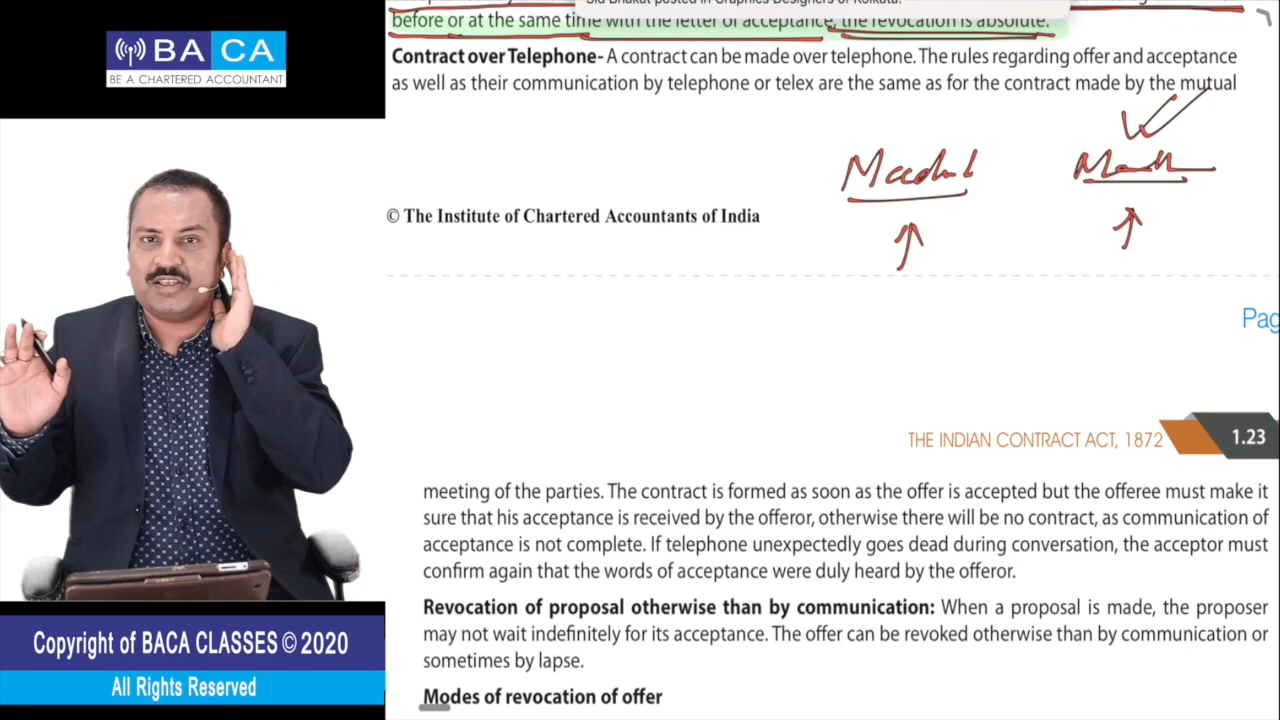 Sid Bhakat posted in Graphics Designers of Kolkata.
before or at the same time with the letter of acceptance, the revocation is absolute.
BACA
BE A CHARTERED ACCOUNTANT
Contract over Telephone- A contract can be made over telephone. The rules regarding offer and acceptance
as well as their communication by telephone or telex are the same as for the contract made by the mutual
© The Institute of Chartered Accountants of India
Pag
THE INDIAN CONTRACT ACT, 1872
1.23
meeting of the parties. The contract is formed as soon as the offer is accepted but the offeree must make it
sure that his acceptance is received by the offeror, otherwise there will be no contract, as communication of
acceptance is not complete. If telephone unexpectedly goes dead during conversation, the acceptor must
confirm again that the words of acceptance were duly heard by the offeror.
Revocation of proposal otherwise than by communication: When a proposal is made, the proposer
may not wait indefinitely for its acceptance. The offer can be revoked otherwise than by communication or
sometimes by lapse.
Modes of revocation of offer
Copyright of BACA CLASSES © 2020
All Rights Reserved